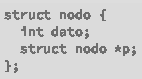 struct nodo {
  int dato;
  struct nodo *p;
};